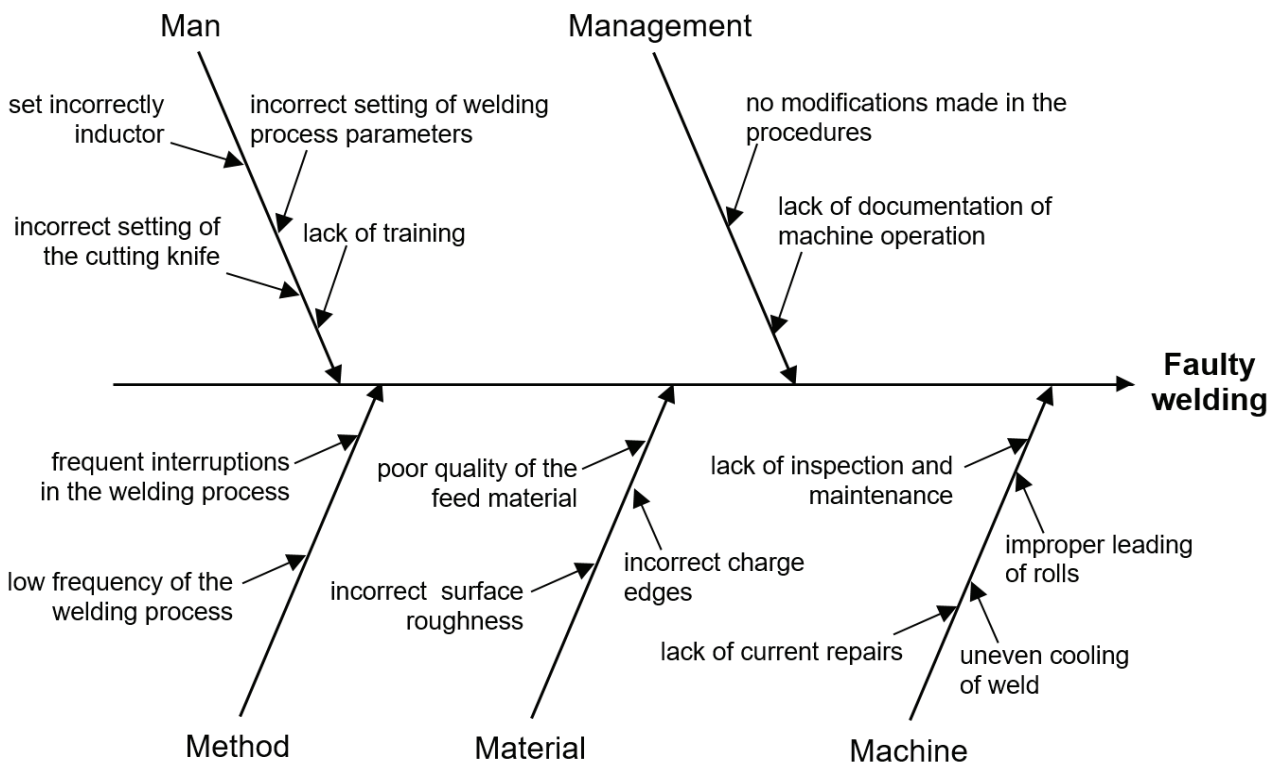 Man
Management
set incorrectly
inductor
incorrect setting of welding
process parameters
no modifications made in the
procedures
incorrect setting of
the cutting knife
lack of training
lack of documentation of
machine operation
Faulty
welding
frequent interruptions
in the welding process
poor quality of the
feed material
lack of inspection and
maintenance
low frequency of the
welding process
incorrect surface
roughness
incorrect charge
edges
improper leading
of rolls
lack of current repairs
uneven cooling
of weld
Method
Material
Machine